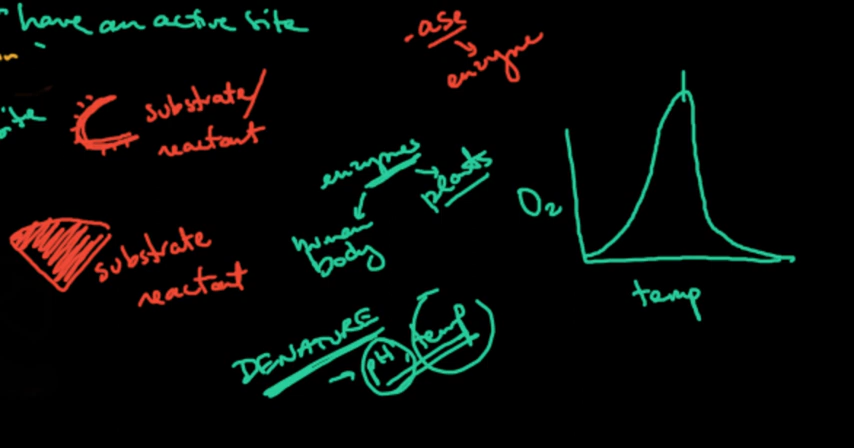 have an active site
-ase
enzyme
substrate/
reactant
enzymes
plants
human
body
O₂
temp
substrate
reactant
DENATURE
pH temp